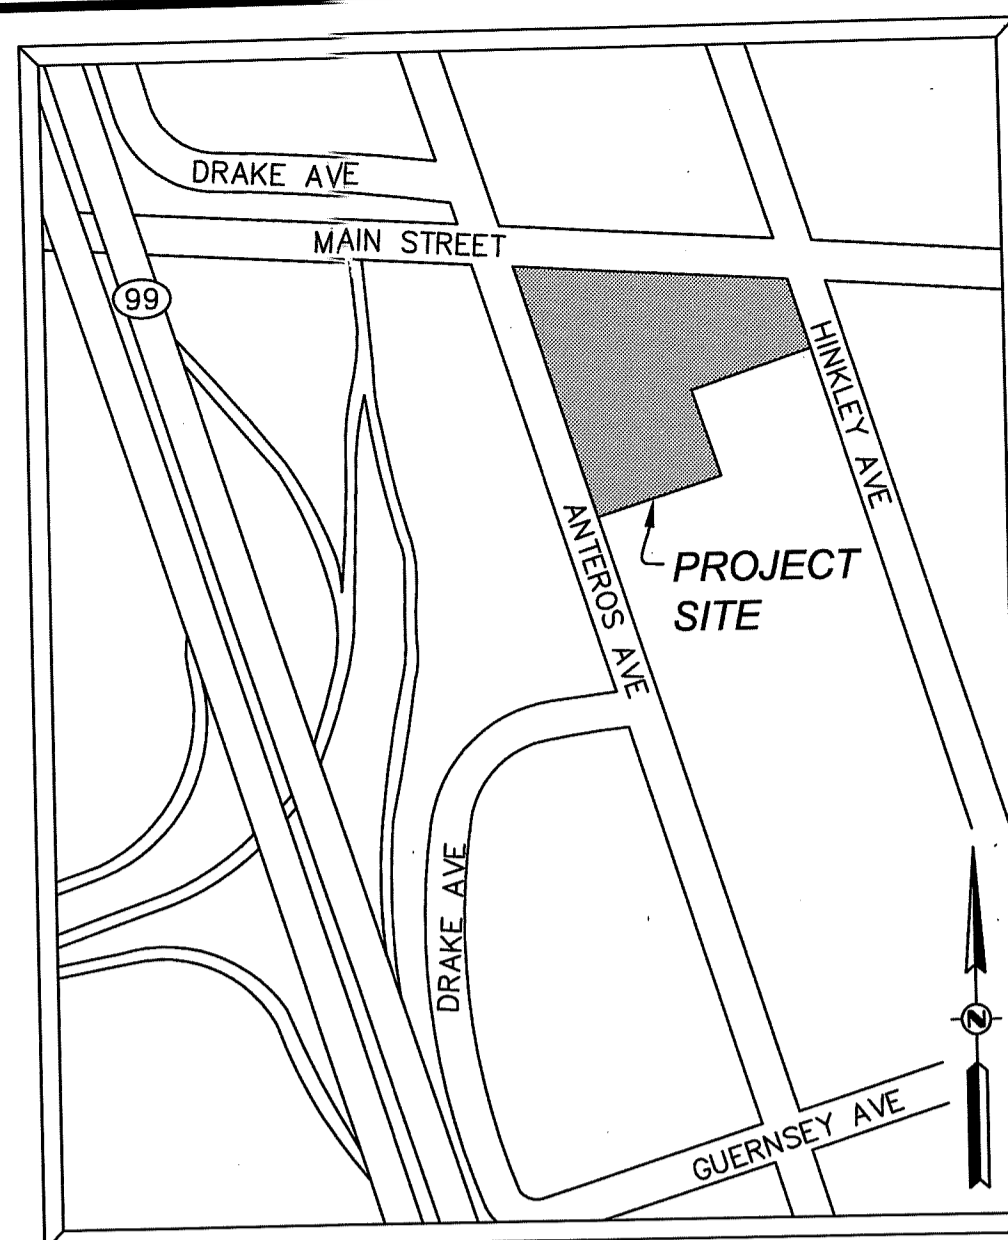 DRAKE AVE
MAIN STREET
99
HINKLEY AVE
ANTEROS AVE
PROJECT
SITE
DRAKE AVE
N
GUERNSEY AVE